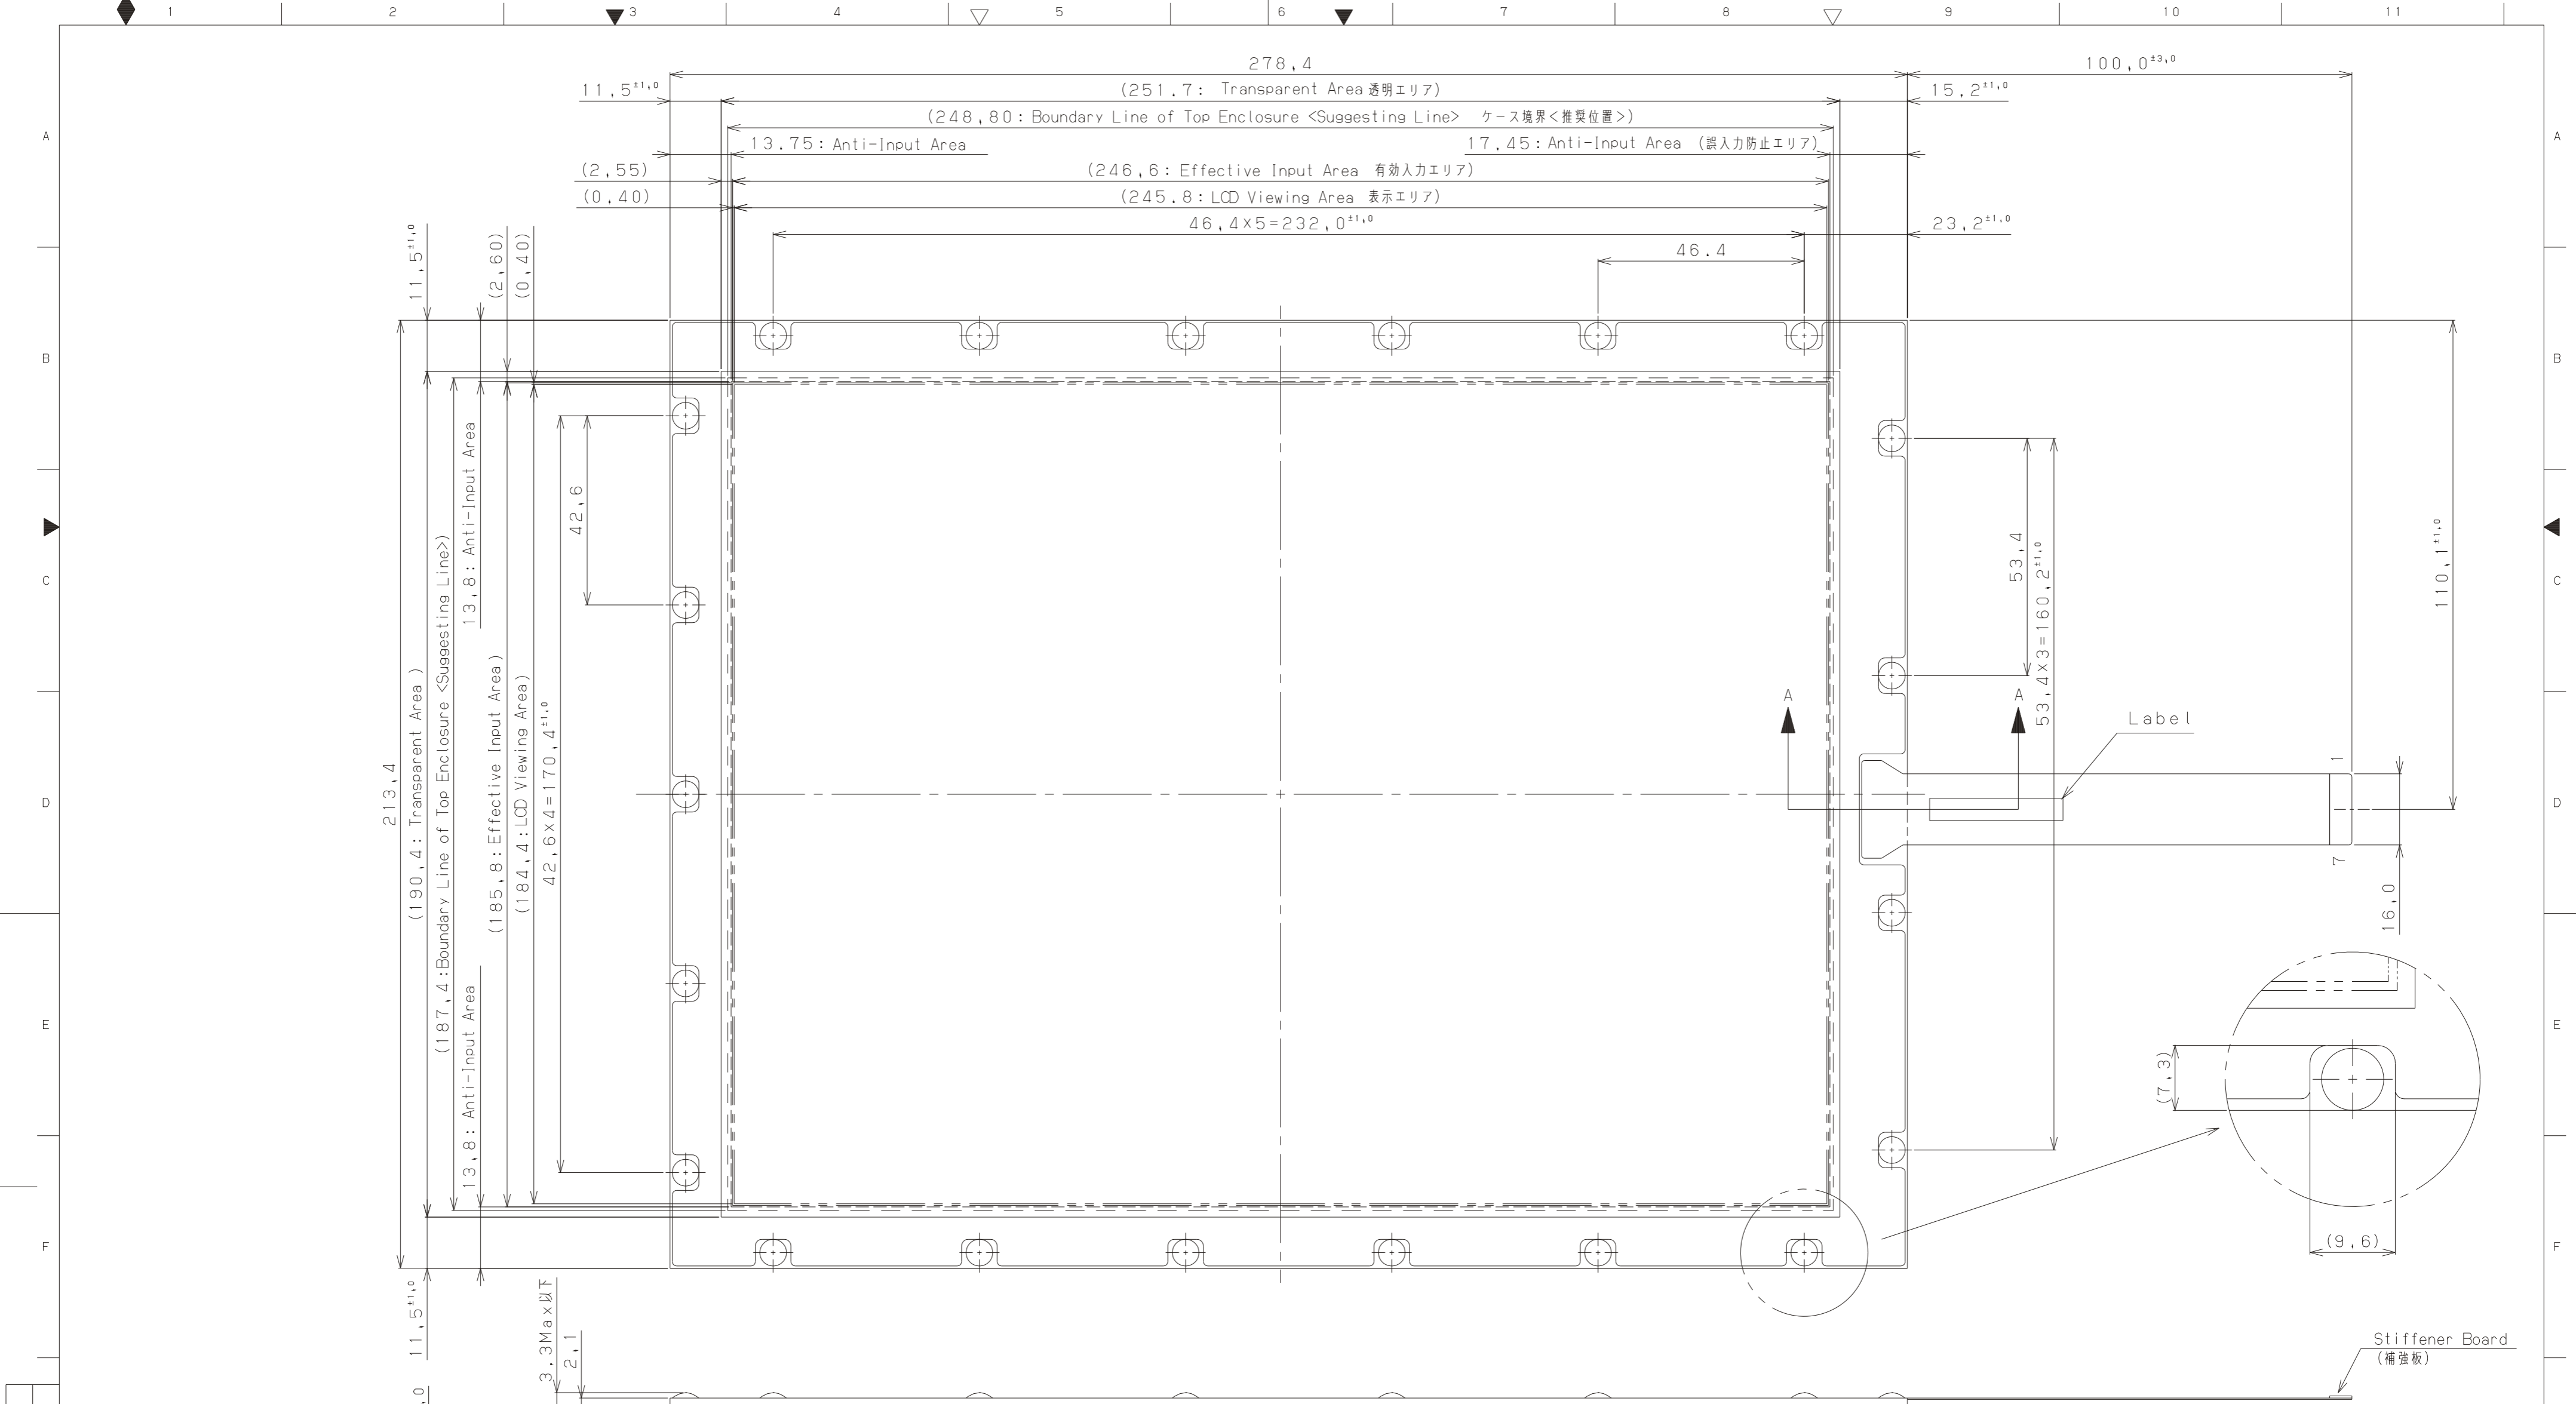 1 2 3 4 5 6 7 8 9 10 11
278,4
100,0±3,0
11,5±1,0
(251.7: Transparent Area 透明エリア)
15.2±1,0
(248,80: Boundary Line of Top Enclosure <Suggesting Line> ケース境界<推奨位置>)
13.75: Anti-Input Area
17.45: Anti-Input Area (誤入力防止エリア)
(2,55)
(246,6: Effective Input Area 有効入力エリア)
(0,40)
(245.8: LCD Viewing Area 表示エリア)
46,4×5=232,0±1,0
23,2±1,0
46.4
A
A
B
B
C
C
D
D
E
E
F
F
11,5±1,0
(2,60)
(0,40)
213,4
(190,4: Transparent Area )
(187,4:Boundary Line of Top Enclosure <Suggesting Line>)
13,8: Anti-Input Area
13,8: Anti-Input Area
(185,8: Effective Input Area )
(184,4: LCD Viewing Area)
42,6×4=170,4±1,0
42,6
53,4
53,4×3=160,2±1,0
110,1±1,0
A
A
Label
1
7
16,0
(7,3)
(9,6)
11,5±1,0
3.3Max以下
2,1
Stiffener Board
(補強板)